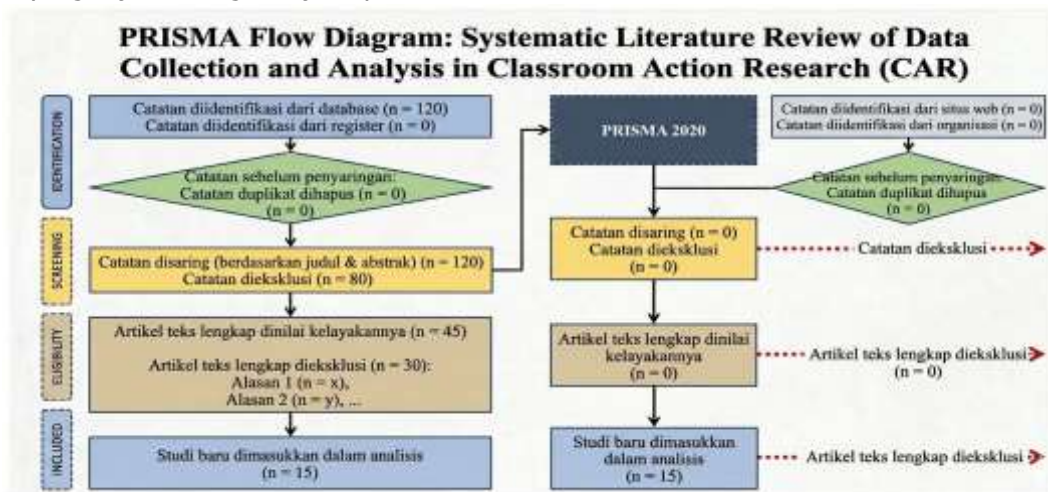 PRISMA Flow Diagram: Systematic Literature Review of Data
Collection and Analysis in Classroom Action Research (CAR)
IDENTIFICATION
Catatan diidentifikasi dari database (n = 120)
Catatan diidentifikasi dari register (n = 0)
Catatan sebelum penyaringan:
Catatan duplikat dihapus (n = 0)
(n = 0)
SCREENING
Catatan disaring (berdasarkan judul & abstrak) (n = 120)
Catatan dieksklusi (n = 80)
ELIGIBILITY
Artikel teks lengkap dinilai kelayakannya (n = 45)
Artikel teks lengkap dieksklusi (n = 30):
Alasan 1 (n = x),
Alasan 2 (n = y), ...
INCLUDED
Studi baru dimasukkan dalam analisis
(n = 15)
PRISMA 2020
Catatan diidentifikasi dari situs web (n = 0)
Catatan diidentifikasi dari organisasi (n = 0)
Catatan sebelum penyaringan:
Catatan duplikat dihapus
(n = 0)
Catatan disaring (n = 0)
Catatan dieksklusi
(n = 0)
Catatan dieksklusi
Artikel teks lengkap dinilai
kelayakannya
(n = 0)
Artikel teks lengkap dieksklusi
(n = 0)
Studi baru dimasukkan
dalam analisis
(n = 15)
Artikel teks lengkap dieksklusi